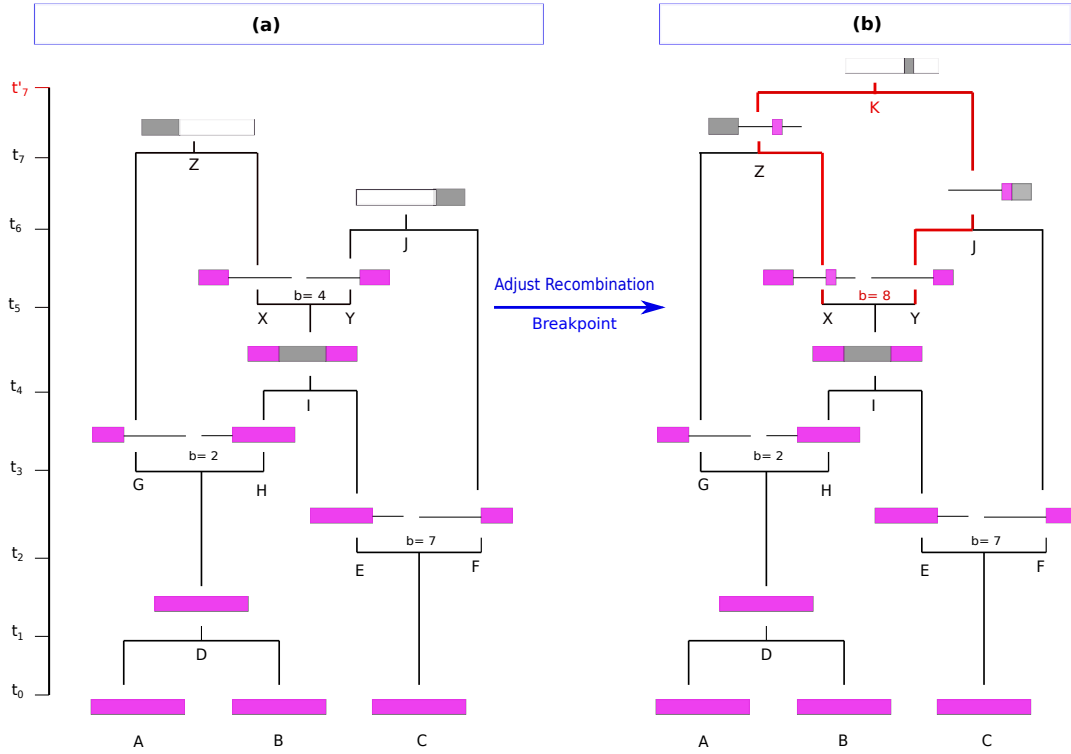 (a)
(b)
t'7
K
t7
Z
Z
t6
J
J
Adjust Recombination
Breakpoint
b= 4
b= 8
t5
X
Y
X
Y
t4
I
I
b= 2
b= 2
t3
G
H
G
H
b= 7
b= 7
t2
E
F
E
F
t1
D
D
t0
A
B
C
A
B
C